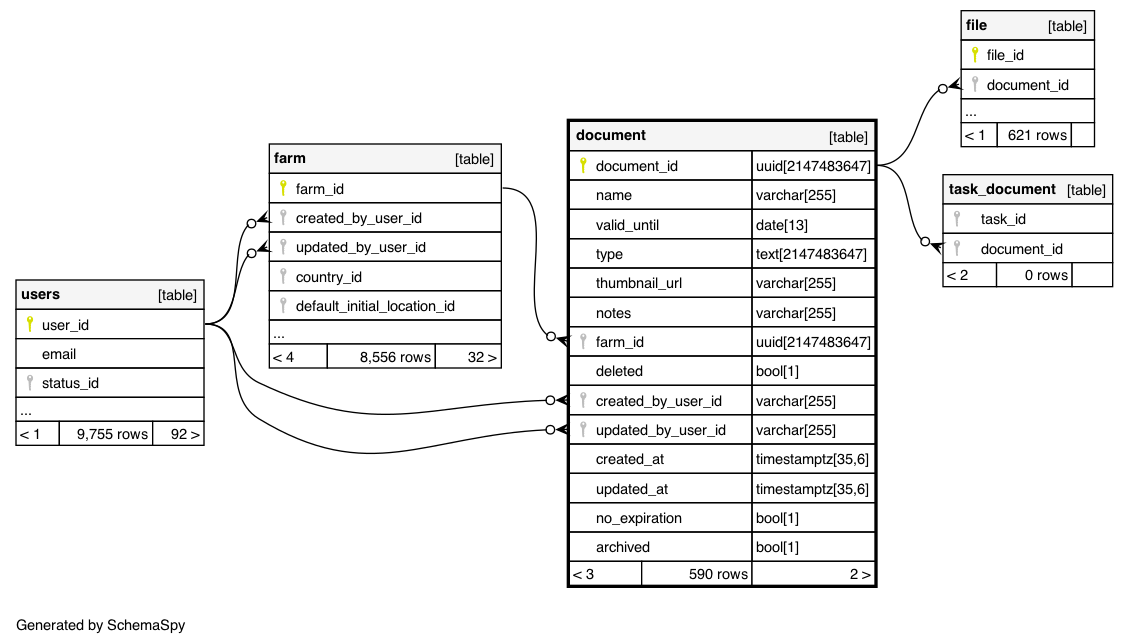 file [table]
file_id
document_id
...
< 1 621 rows
task_document [table]
task_id
document_id
< 2 0 rows
document [table]
document_id uuid[2147483647]
name varchar[255]
valid_until date[13]
type text[2147483647]
thumbnail_url varchar[255]
notes varchar[255]
farm_id uuid[2147483647]
deleted bool[1]
created_by_user_id varchar[255]
updated_by_user_id varchar[255]
created_at timestamptz[35,6]
updated_at timestamptz[35,6]
no_expiration bool[1]
archived bool[1]
< 3 590 rows 2 >
farm [table]
farm_id
created_by_user_id
updated_by_user_id
country_id
default_initial_location_id
...
< 4 8,556 rows 32 >
users [table]
user_id
email
status_id
...
< 1 9,755 rows 92 >
Generated by SchemaSpy